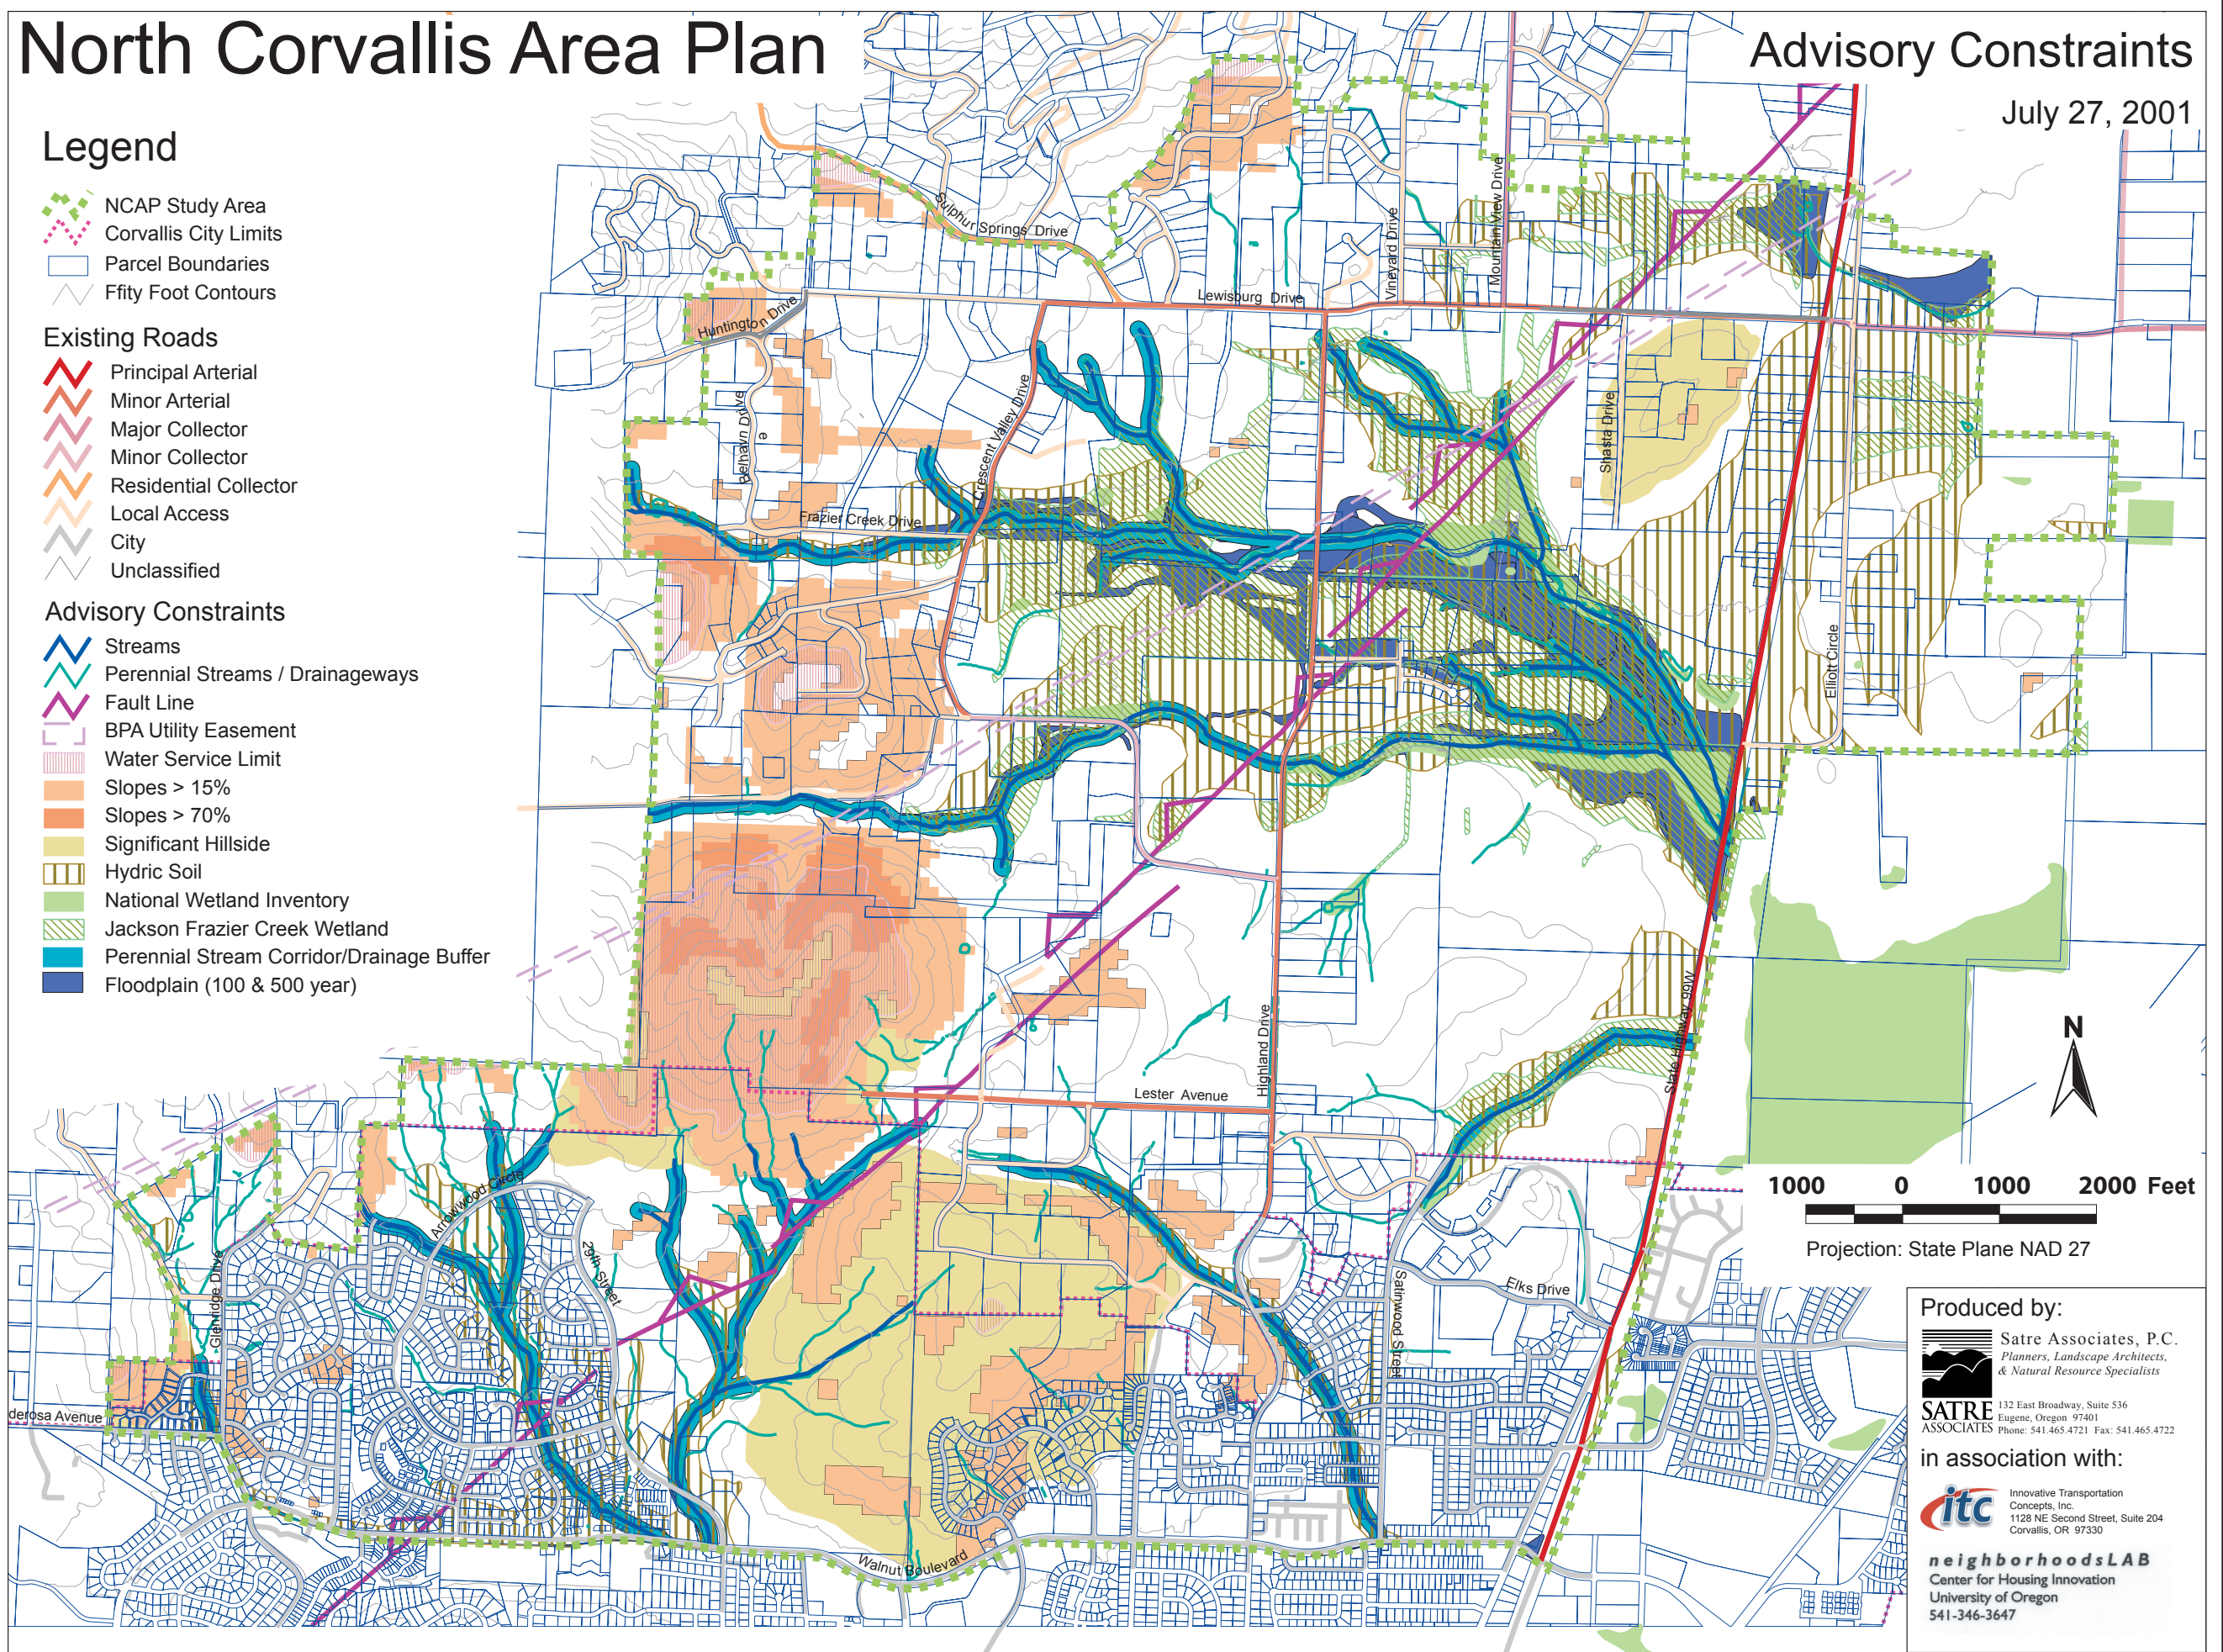 North Corvallis Area Plan
Advisory Constraints
July 27, 2001
Legend
NCAP Study Area
Corvallis City Limits
Parcel Boundaries
Ffity Foot Contours
Existing Roads
Principal Arterial
Minor Arterial
Major Collector
Minor Collector
Residential Collector
Local Access
City
Unclassified
Advisory Constraints
Streams
Perennial Streams / Drainageways
Fault Line
BPA Utility Easement
Water Service Limit
Slopes > 15%
Slopes > 70%
Significant Hillside
Hydric Soil
National Wetland Inventory
Jackson Frazier Creek Wetland
Perennial Stream Corridor/Drainage Buffer
Floodplain (100 & 500 year)
Sulphur Springs Drive
Vineyard Drive
Mountain View Drive
Lewisburg Drive
Huntington Drive
Crescent Valley Drive
Pelhawn Drive
e
Shasta Drive
Frazier Creek Drive
Elliott Circle
State Highway 99W
Highland Drive
Lester Avenue
Arrowwood Circle
29th Street
Glenridge Drive
Satinwood Street
Elks Drive
derosa Avenue
Walnut Boulevard
N
1000 0 1000 2000 Feet
Projection: State Plane NAD 27
Produced by:
Satre Associates, P.C.
Planners, Landscape Architects,
& Natural Resource Specialists
SATRE
ASSOCIATES
132 East Broadway, Suite 536
Eugene, Oregon 97401
Phone: 541.465.4721 Fax: 541.465.4722
in association with:
itc
Innovative Transportation
Concepts, Inc.
1128 NE Second Street, Suite 204
Corvallis, OR 97330
neighborhoodsLAB
Center for Housing Innovation
University of Oregon
541-346-3647